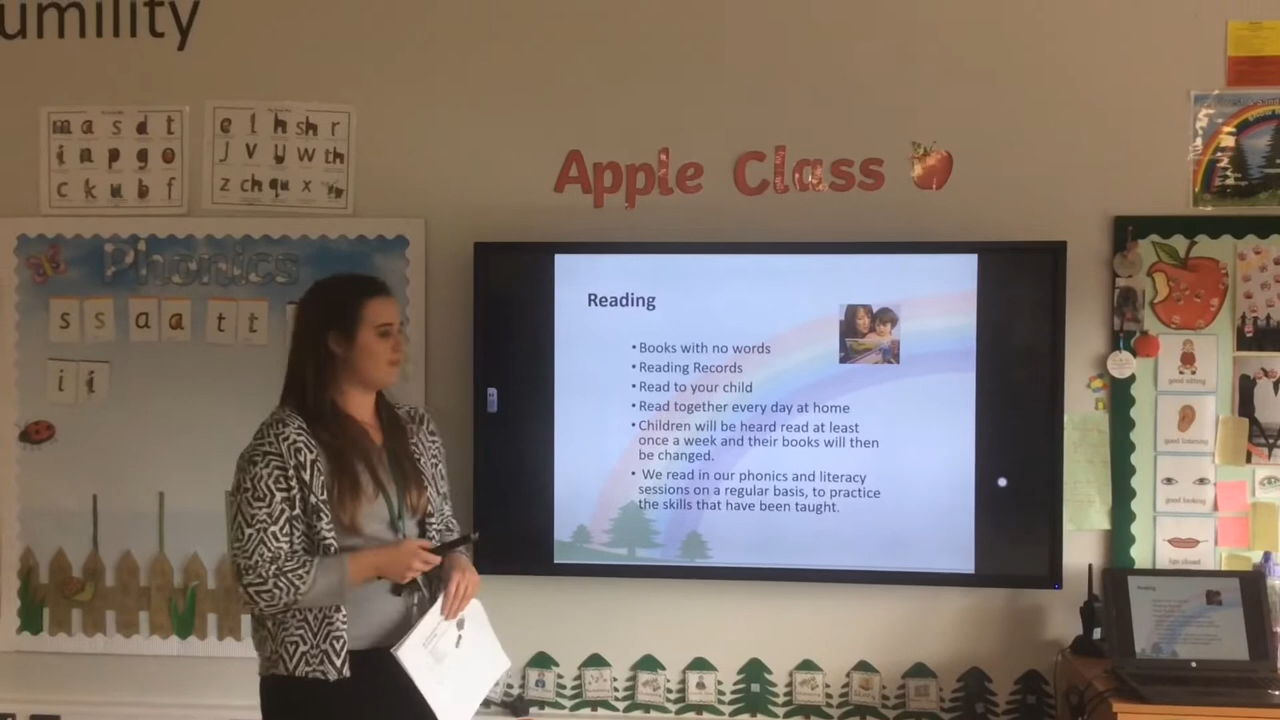 umility
m a s d t
i n p g o
c k u b f
e l h sh r
j v y w th
z ch qu x
Apple Class
Phonics
s s a a t t
i i
Reading
• Books with no words
• Reading Records
• Read to your child
• Read together every day at home
• Children will be heard read at least
once a week and their books will then
be changed.
• We read in our phonics and literacy
sessions on a regular basis, to practice
the skills that have been taught.
good sitting
good listening
good looking
lips closed
Reading